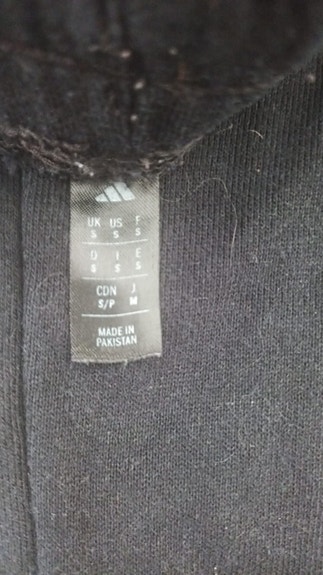 UK US F
S S S
D I E
S S S
CDN J
S/P M
MADE IN
PAKISTAN